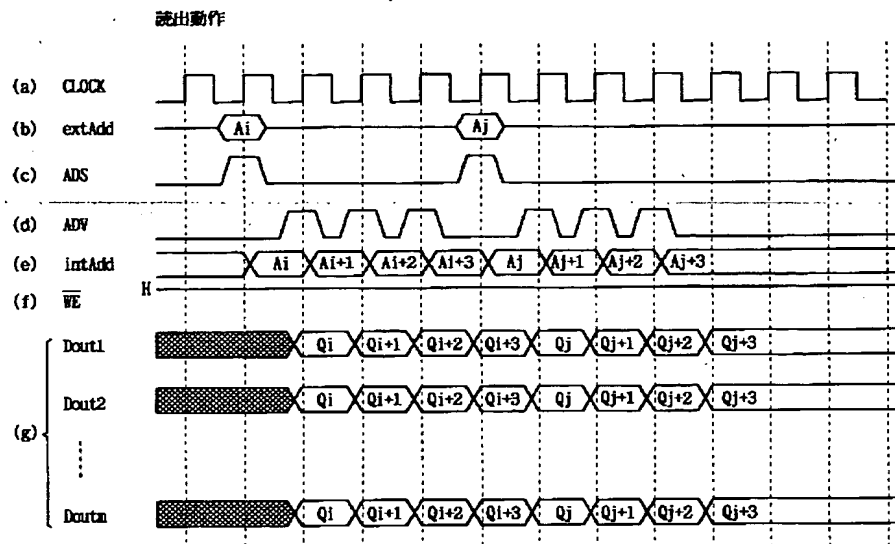 読出動作
(a) CLOCK
(b) extAdd Ai Aj
(c) ADS
(d) ADV
(e) intAdd Ai Ai+1 Ai+2 Ai+3 Aj Aj+1 Aj+2 Aj+3
(f) W̅E̅ H
(g)
Dout1 Qi Qi+1 Qi+2 Qi+3 Qj Qj+1 Qj+2 Qj+3
Dout2 Qi Qi+1 Qi+2 Qi+3 Qj Qj+1 Qj+2 Qj+3
Doutm Qi Qi+1 Qi+2 Qi+3 Qj Qj+1 Qj+2 Qj+3